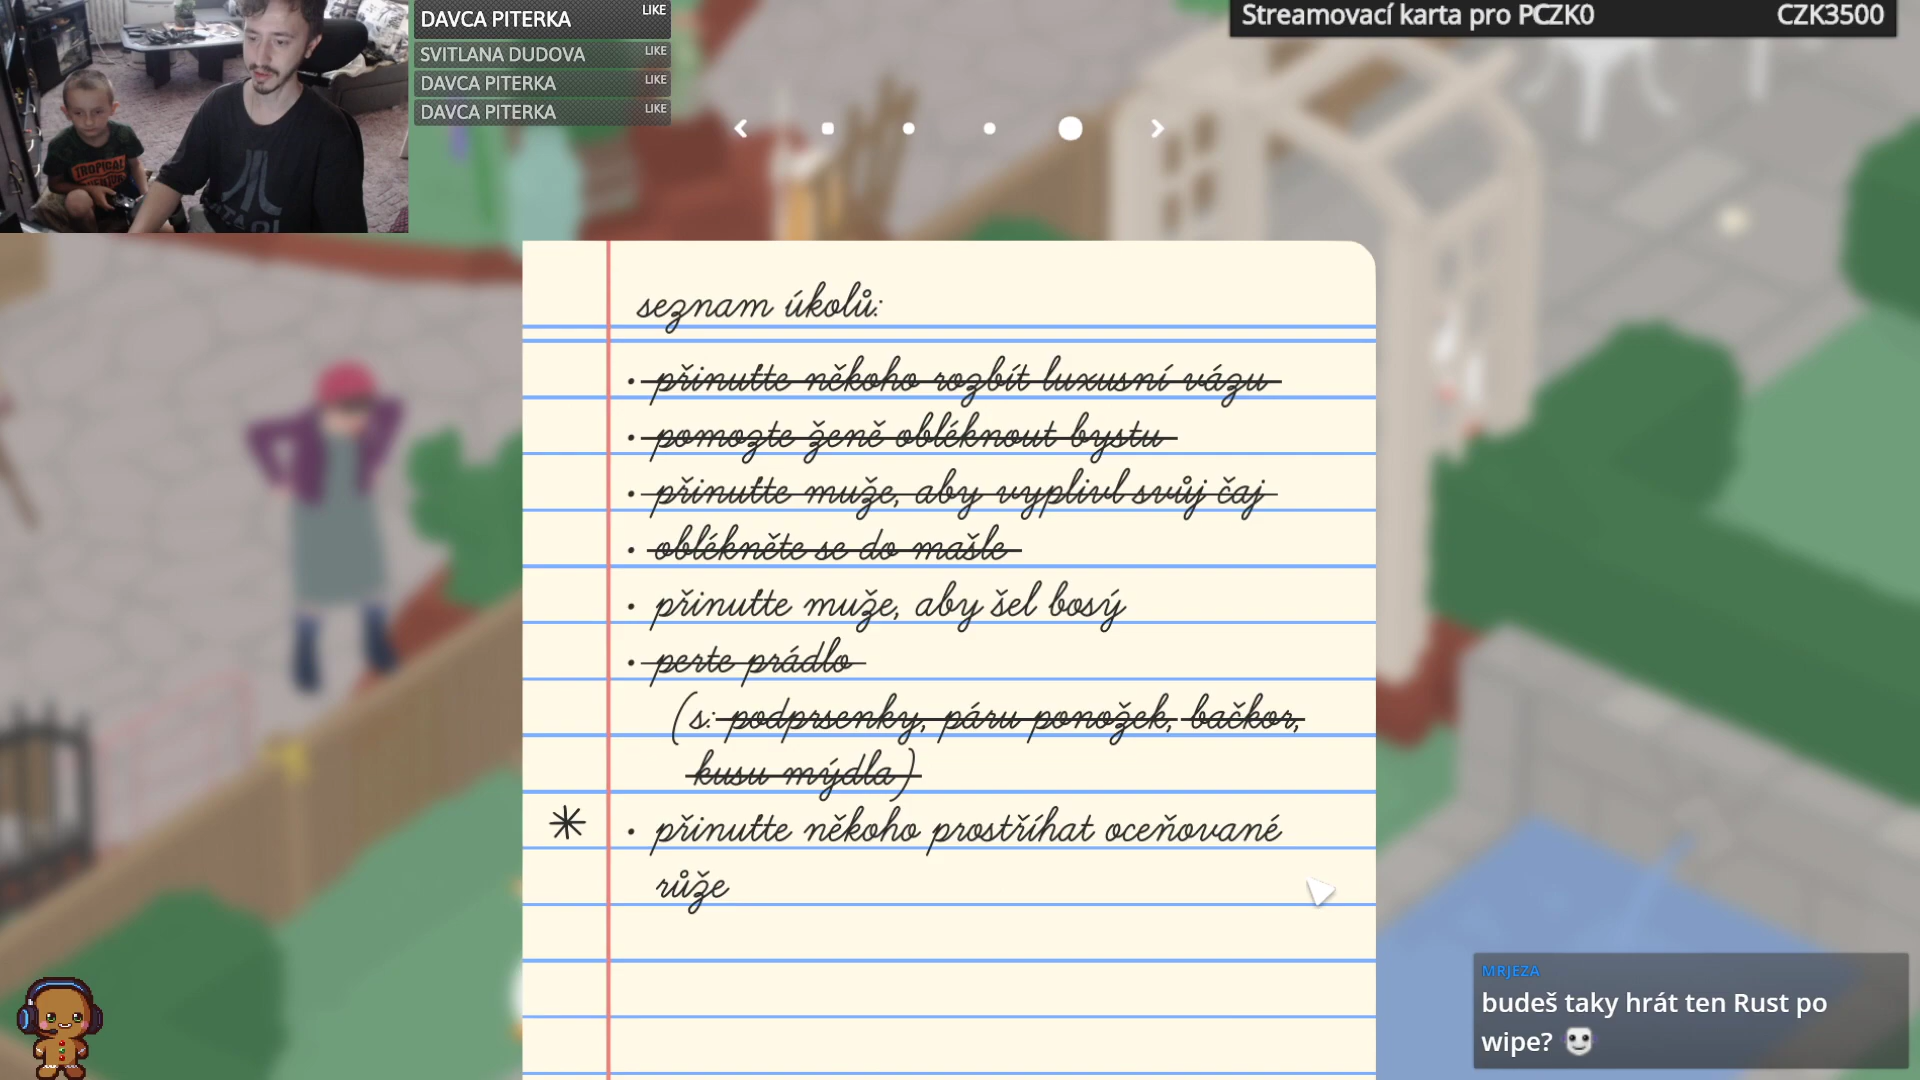 DAVCA PITERKA LIKE
SVITLANA DUDOVA LIKE
DAVCA PITERKA LIKE
DAVCA PITERKA LIKE
Streamovací karta pro PCZK0 CZK3500
TROPICAL
seznam úkolů:
• přinuťte někoho rozbít luxusní vázu
• pomozte ženě obléknout bystu
• přinuťte muže, aby vyplivl svůj čaj
• oblékněte se do mašle
• přinuťte muže, aby šel bosý
• perte prádlo
(s: podprsenky, páru ponožek, bačkor,
kusu mýdla)
• přinuťte někoho prostříhat oceňované
růže
MRJEZA
budeš taky hrát ten Rust po
wipe?